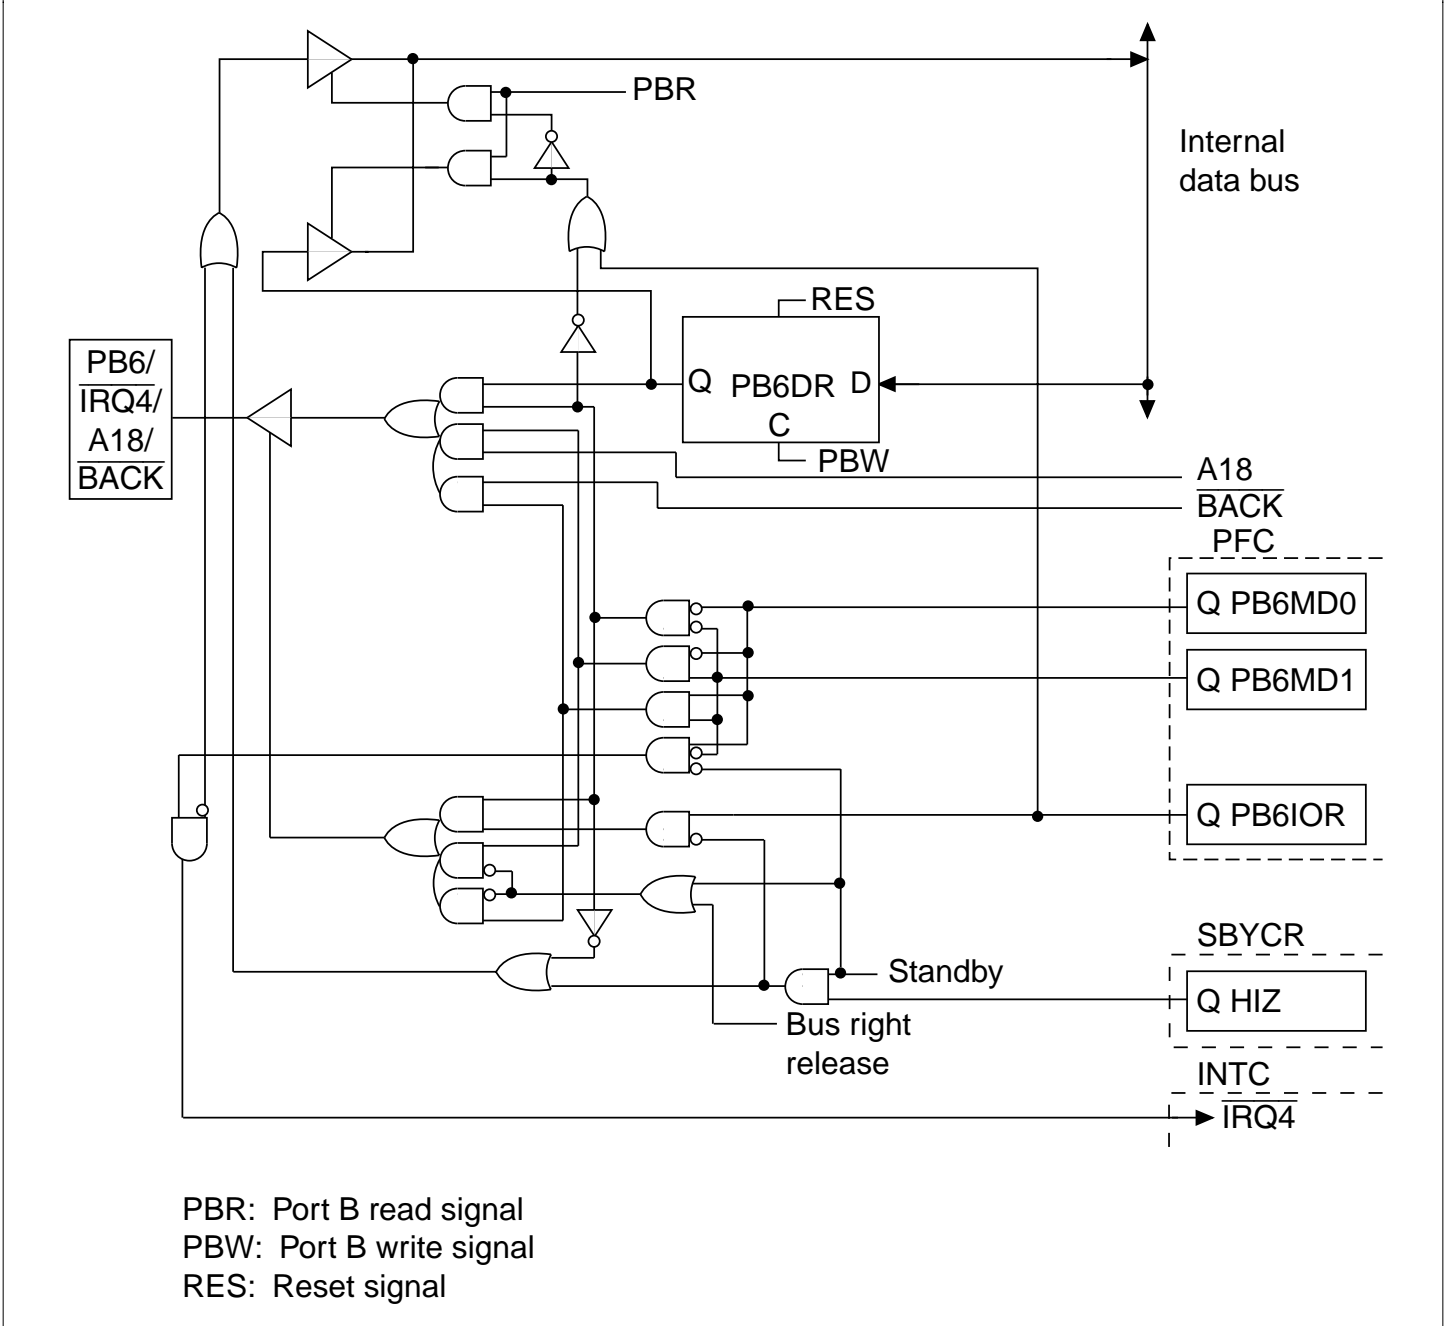 PBR
Internal
data bus
RES
PB6/
IRQ4/
A18/
BACK
Q PB6DR D
C
PBW
A18
BACK
PFC
Q PB6MD0
Q PB6MD1
Q PB6IOR
SBYCR
Standby
Q HIZ
Bus right
release
INTC
IRQ4
PBR: Port B read signal
PBW: Port B write signal
RES: Reset signal